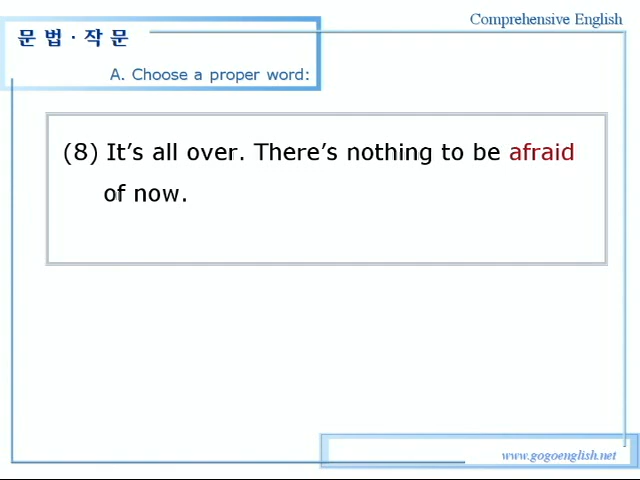 Comprehensive English
문 법 · 작 문
A. Choose a proper word:
(8) It’s all over. There’s nothing to be afraid
of now.
www.gogoenglish.net